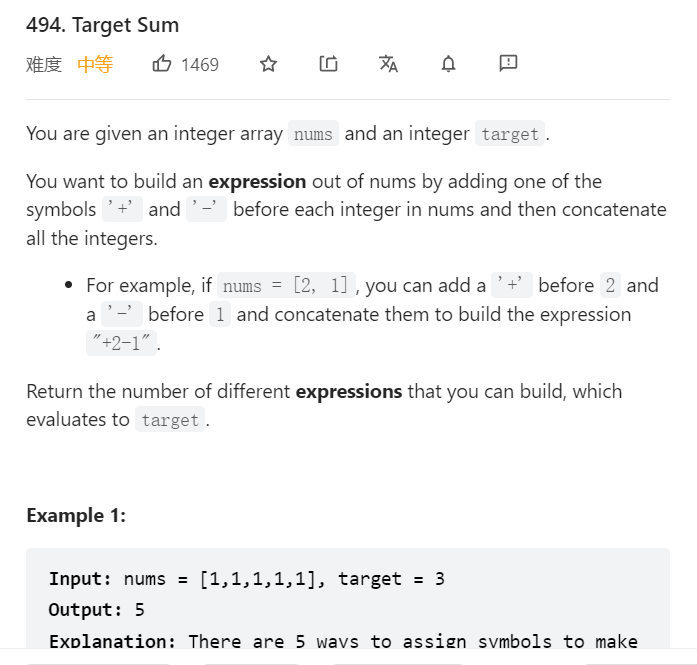 494. Target Sum
难度 中等 1469
You are given an integer array nums and an integer target .
You want to build an expression out of nums by adding one of the
symbols '+' and '-' before each integer in nums and then concatenate
all the integers.
• For example, if nums = [2, 1] , you can add a '+' before 2 and
a '-' before 1 and concatenate them to build the expression
"+2-1" .
Return the number of different expressions that you can build, which
evaluates to target .
Example 1:
Input: nums = [1,1,1,1,1], target = 3
Output: 5
Explanation: There are 5 ways to assign symbols to make